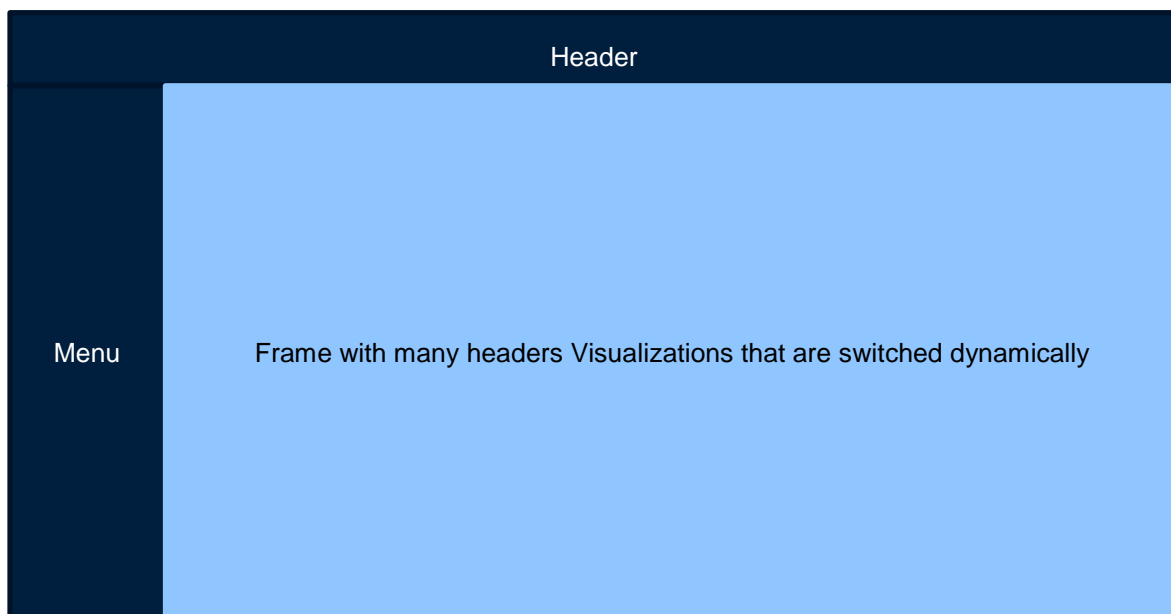 Header
Menu
Frame with many headers Visualizations that are switched dynamically